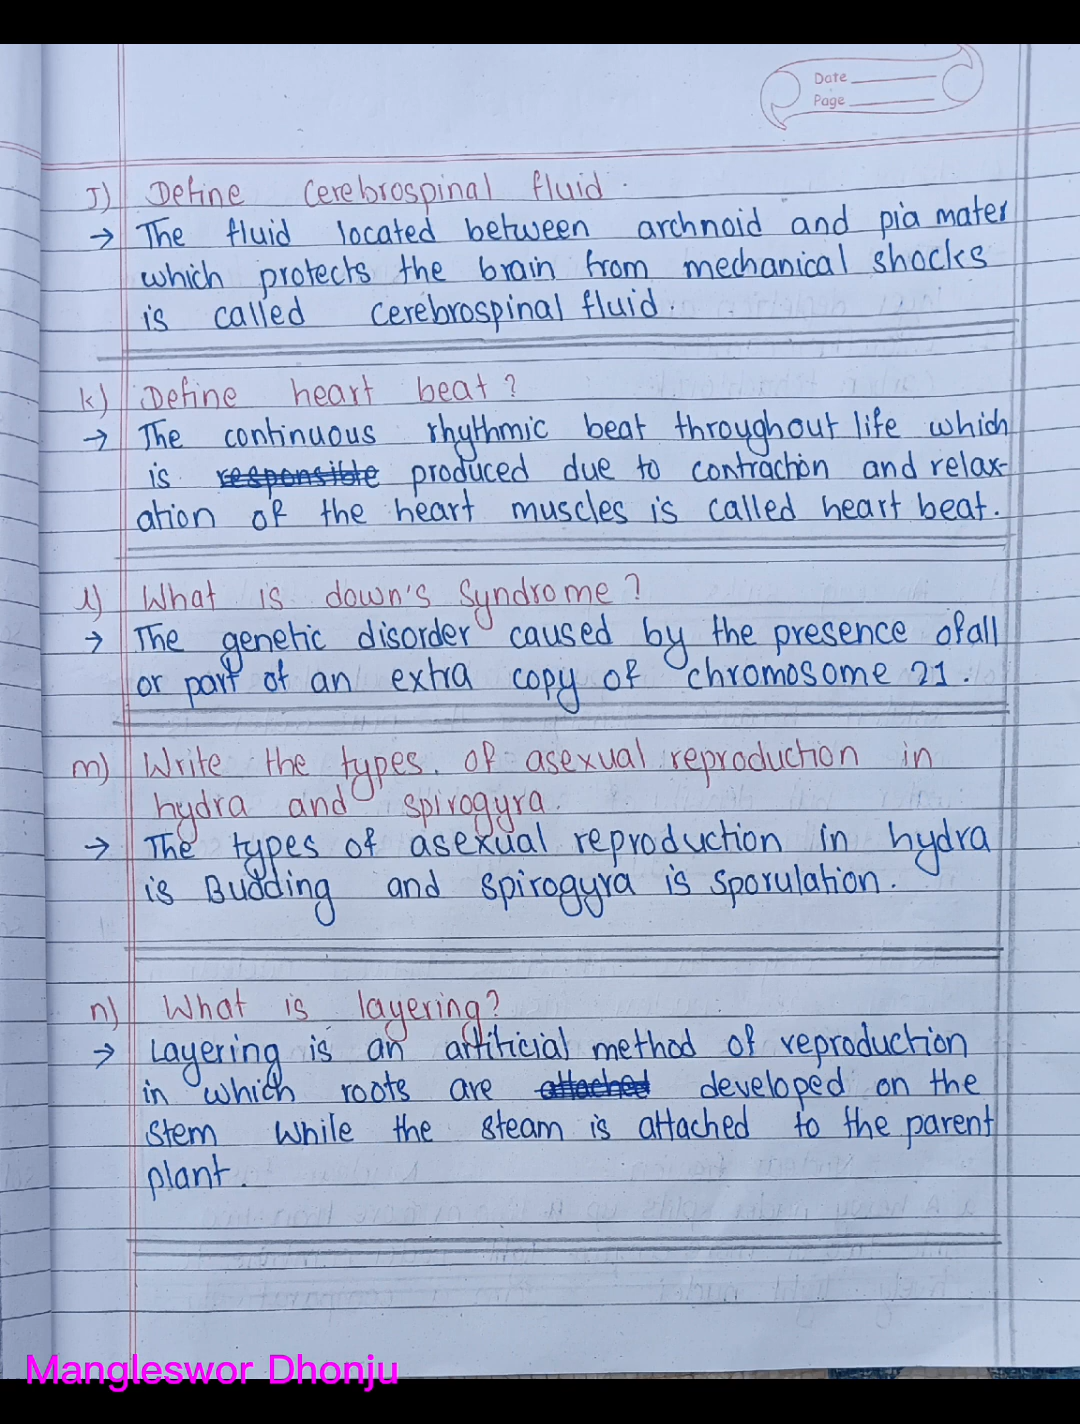 Date
Page
J) Define cerebrospinal fluid.
→ The fluid located between archnoid and pia mater
which protects the brain from mechanical shocks
is called cerebrospinal fluid.
k) Define heart beat?
→ The continuous rhythmic beat throughout life which
is responsible produced due to contraction and relax-
ation of the heart muscles is called heart beat.
l) What is down's syndrome?
→ The genetic disorder caused by the presence of all
or part of an extra copy of chromosome 21.
m) Write the types. of asexual reproduction in
hydra and spirogyra.
→ The types of asexual reproduction in hydra
is Budding and spirogyra is sporulation.
n) What is layering?
→ Layering is an artificial method of reproduction
in which roots are attached developed on the
stem while the steam is attached to the parent
plant.
Mangleswor Dhonju